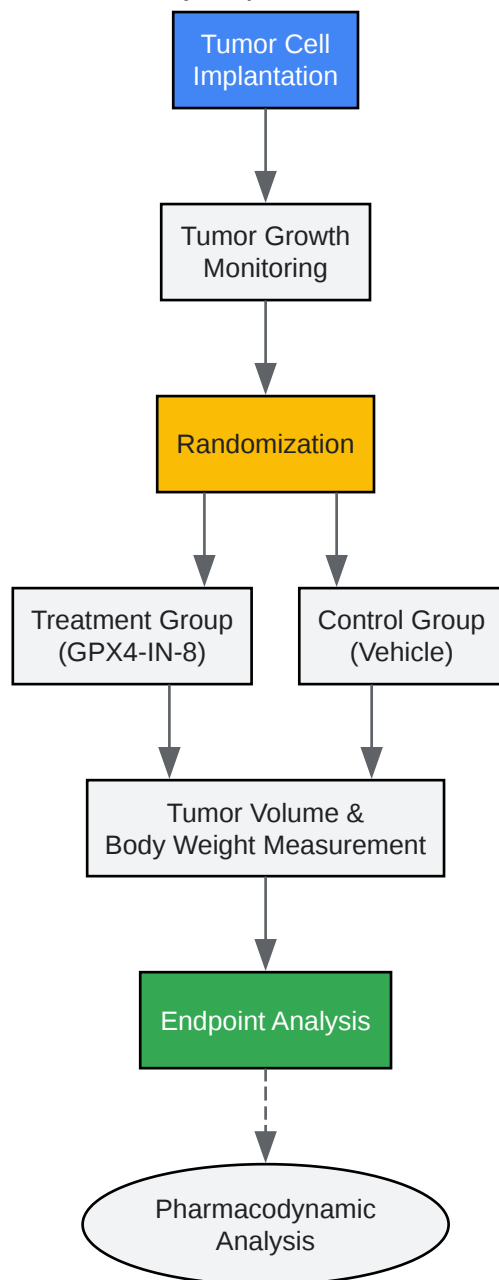 Tumor Cell
Implantation
Tumor Growth
Monitoring
Randomization
Treatment Group
(GPX4-IN-8)
Control Group
(Vehicle)
Tumor Volume &
Body Weight Measurement
Endpoint Analysis
Pharmacodynamic
Analysis